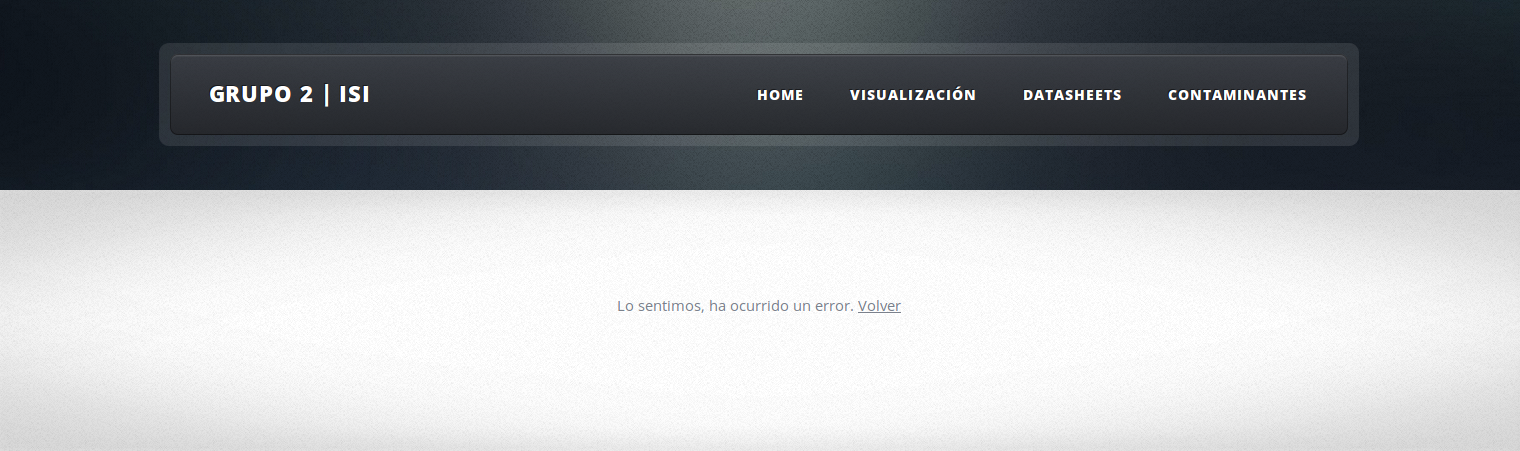 GRUPO 2 | ISI
HOME VISUALIZACIÓN DATASHEETS CONTAMINANTES
Lo sentimos, ha ocurrido un error. Volver